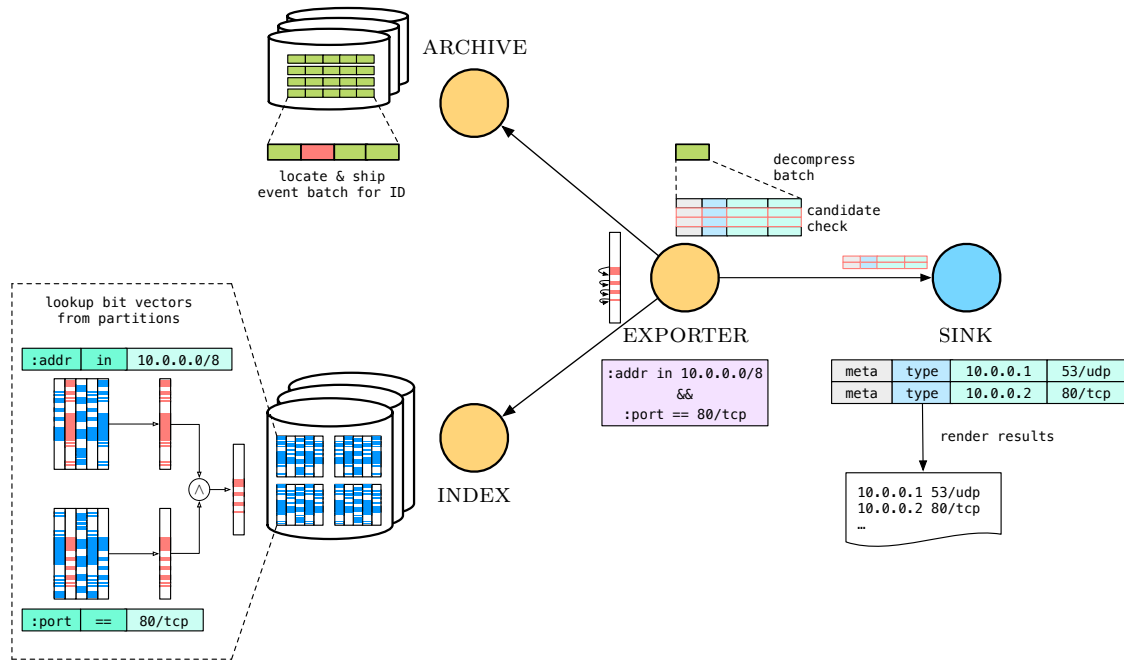 ARCHIVE
locate & ship
event batch for ID
decompress
batch
candidate
check
EXPORTER
:addr in 10.0.0.0/8
&&
:port == 80/tcp
SINK
meta type 10.0.0.1 53/udp
meta type 10.0.0.2 80/tcp
render results
10.0.0.1 53/udp
10.0.0.2 80/tcp
…
lookup bit vectors
from partitions
:addr in 10.0.0.0/8
∧
:port == 80/tcp
INDEX